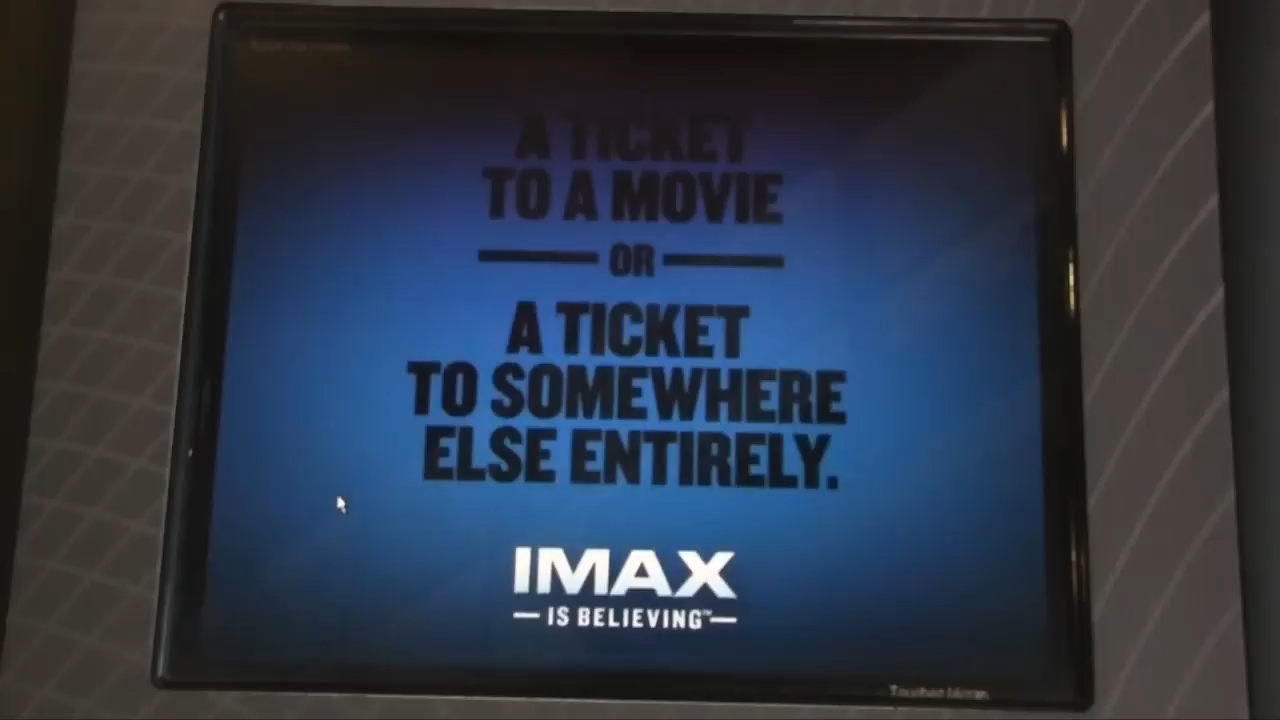 A TICKET
TO A MOVIE
OR
A TICKET
TO SOMEWHERE
ELSE ENTIRELY.
IMAX
IS BELIEVING™